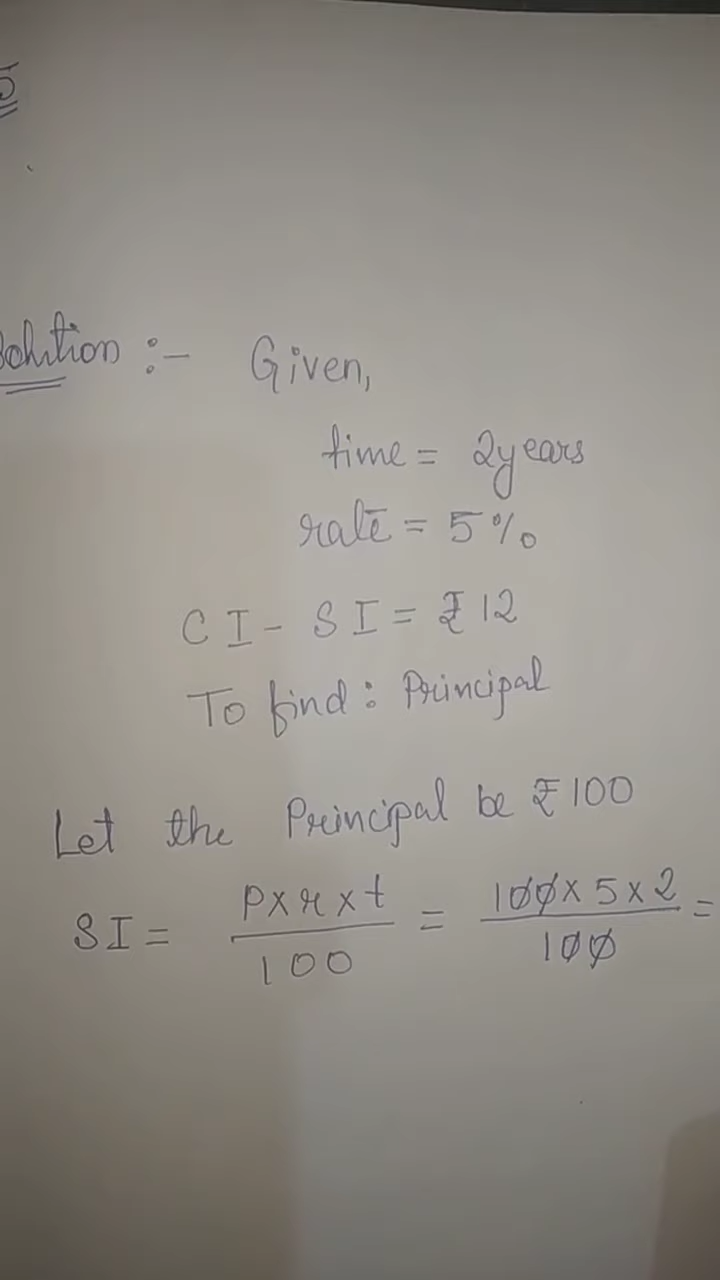 Solution :- Given,
time = 2years
rate = 5%
CI - SI = ₹12
To find : Principal
Let the Principal be ₹100
SI = P×r×t/100 = 100×5×2/100 =